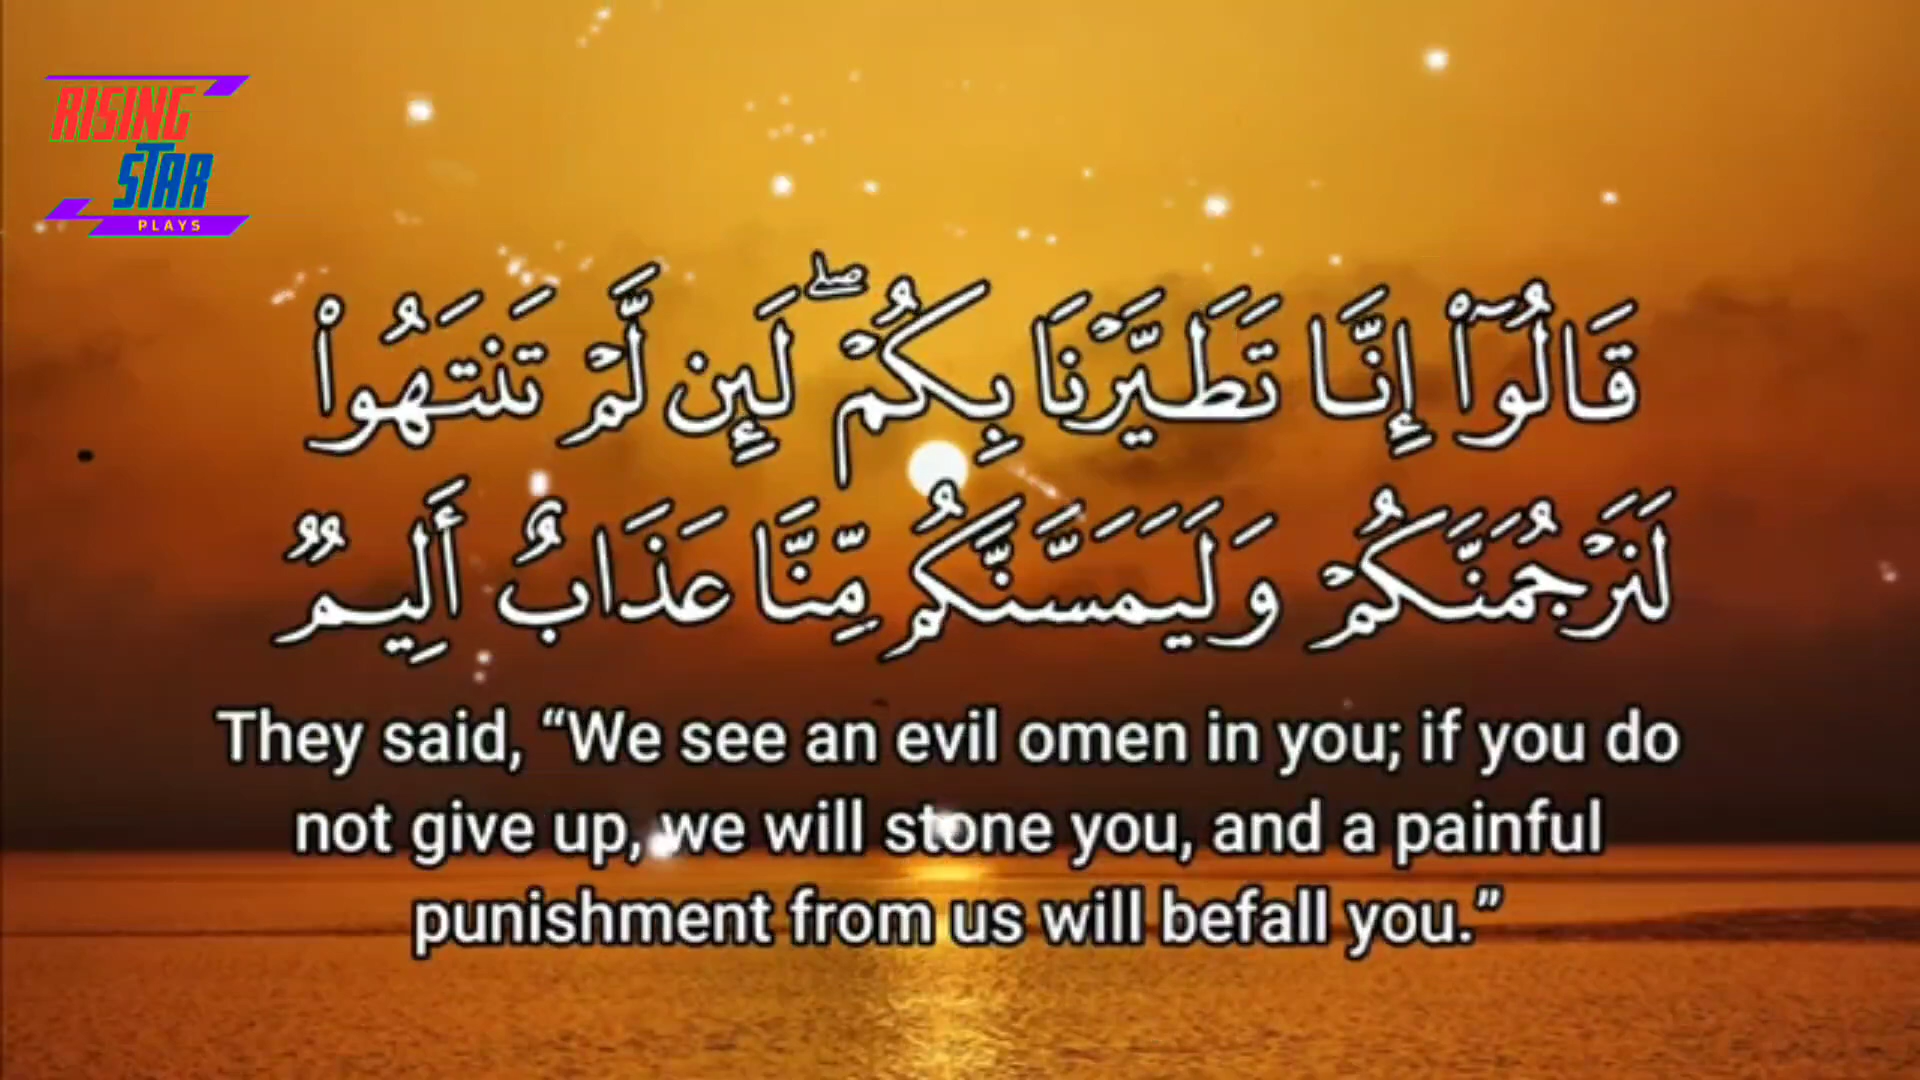 RISING
STAR
PLAYS
قَالُوٓا۟ إِنَّا تَطَيَّرْنَا بِكُمْ ۖ لَئِن لَّمْ تَنتَهُوا۟
لَنَرْجُمَنَّكُمْ وَلَيَمَسَّنَّكُم مِّنَّا عَذَابٌ أَلِيمٌ
They said, “We see an evil omen in you; if you do
not give up, we will stone you, and a painful
punishment from us will befall you.”